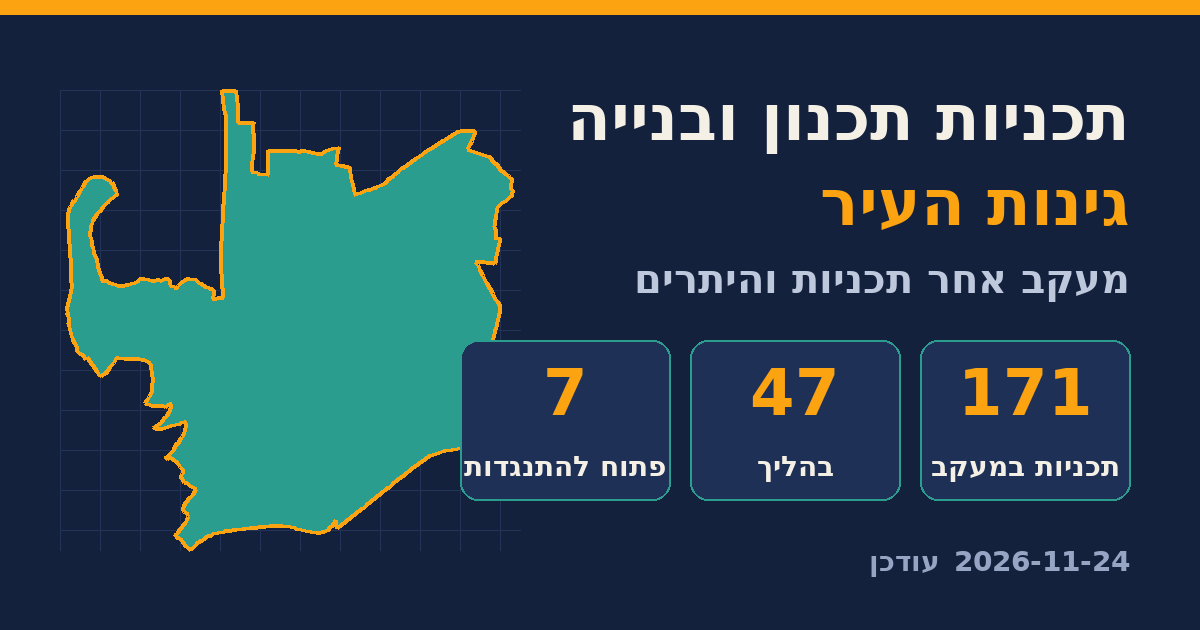 תכניות תכנון ובנייה
גינות העיר
מעקב אחר תכניות והיתרים
171
תכניות במעקב
47
בהליך
7
פתוח להתנגדות
2026-11-24 עודכן